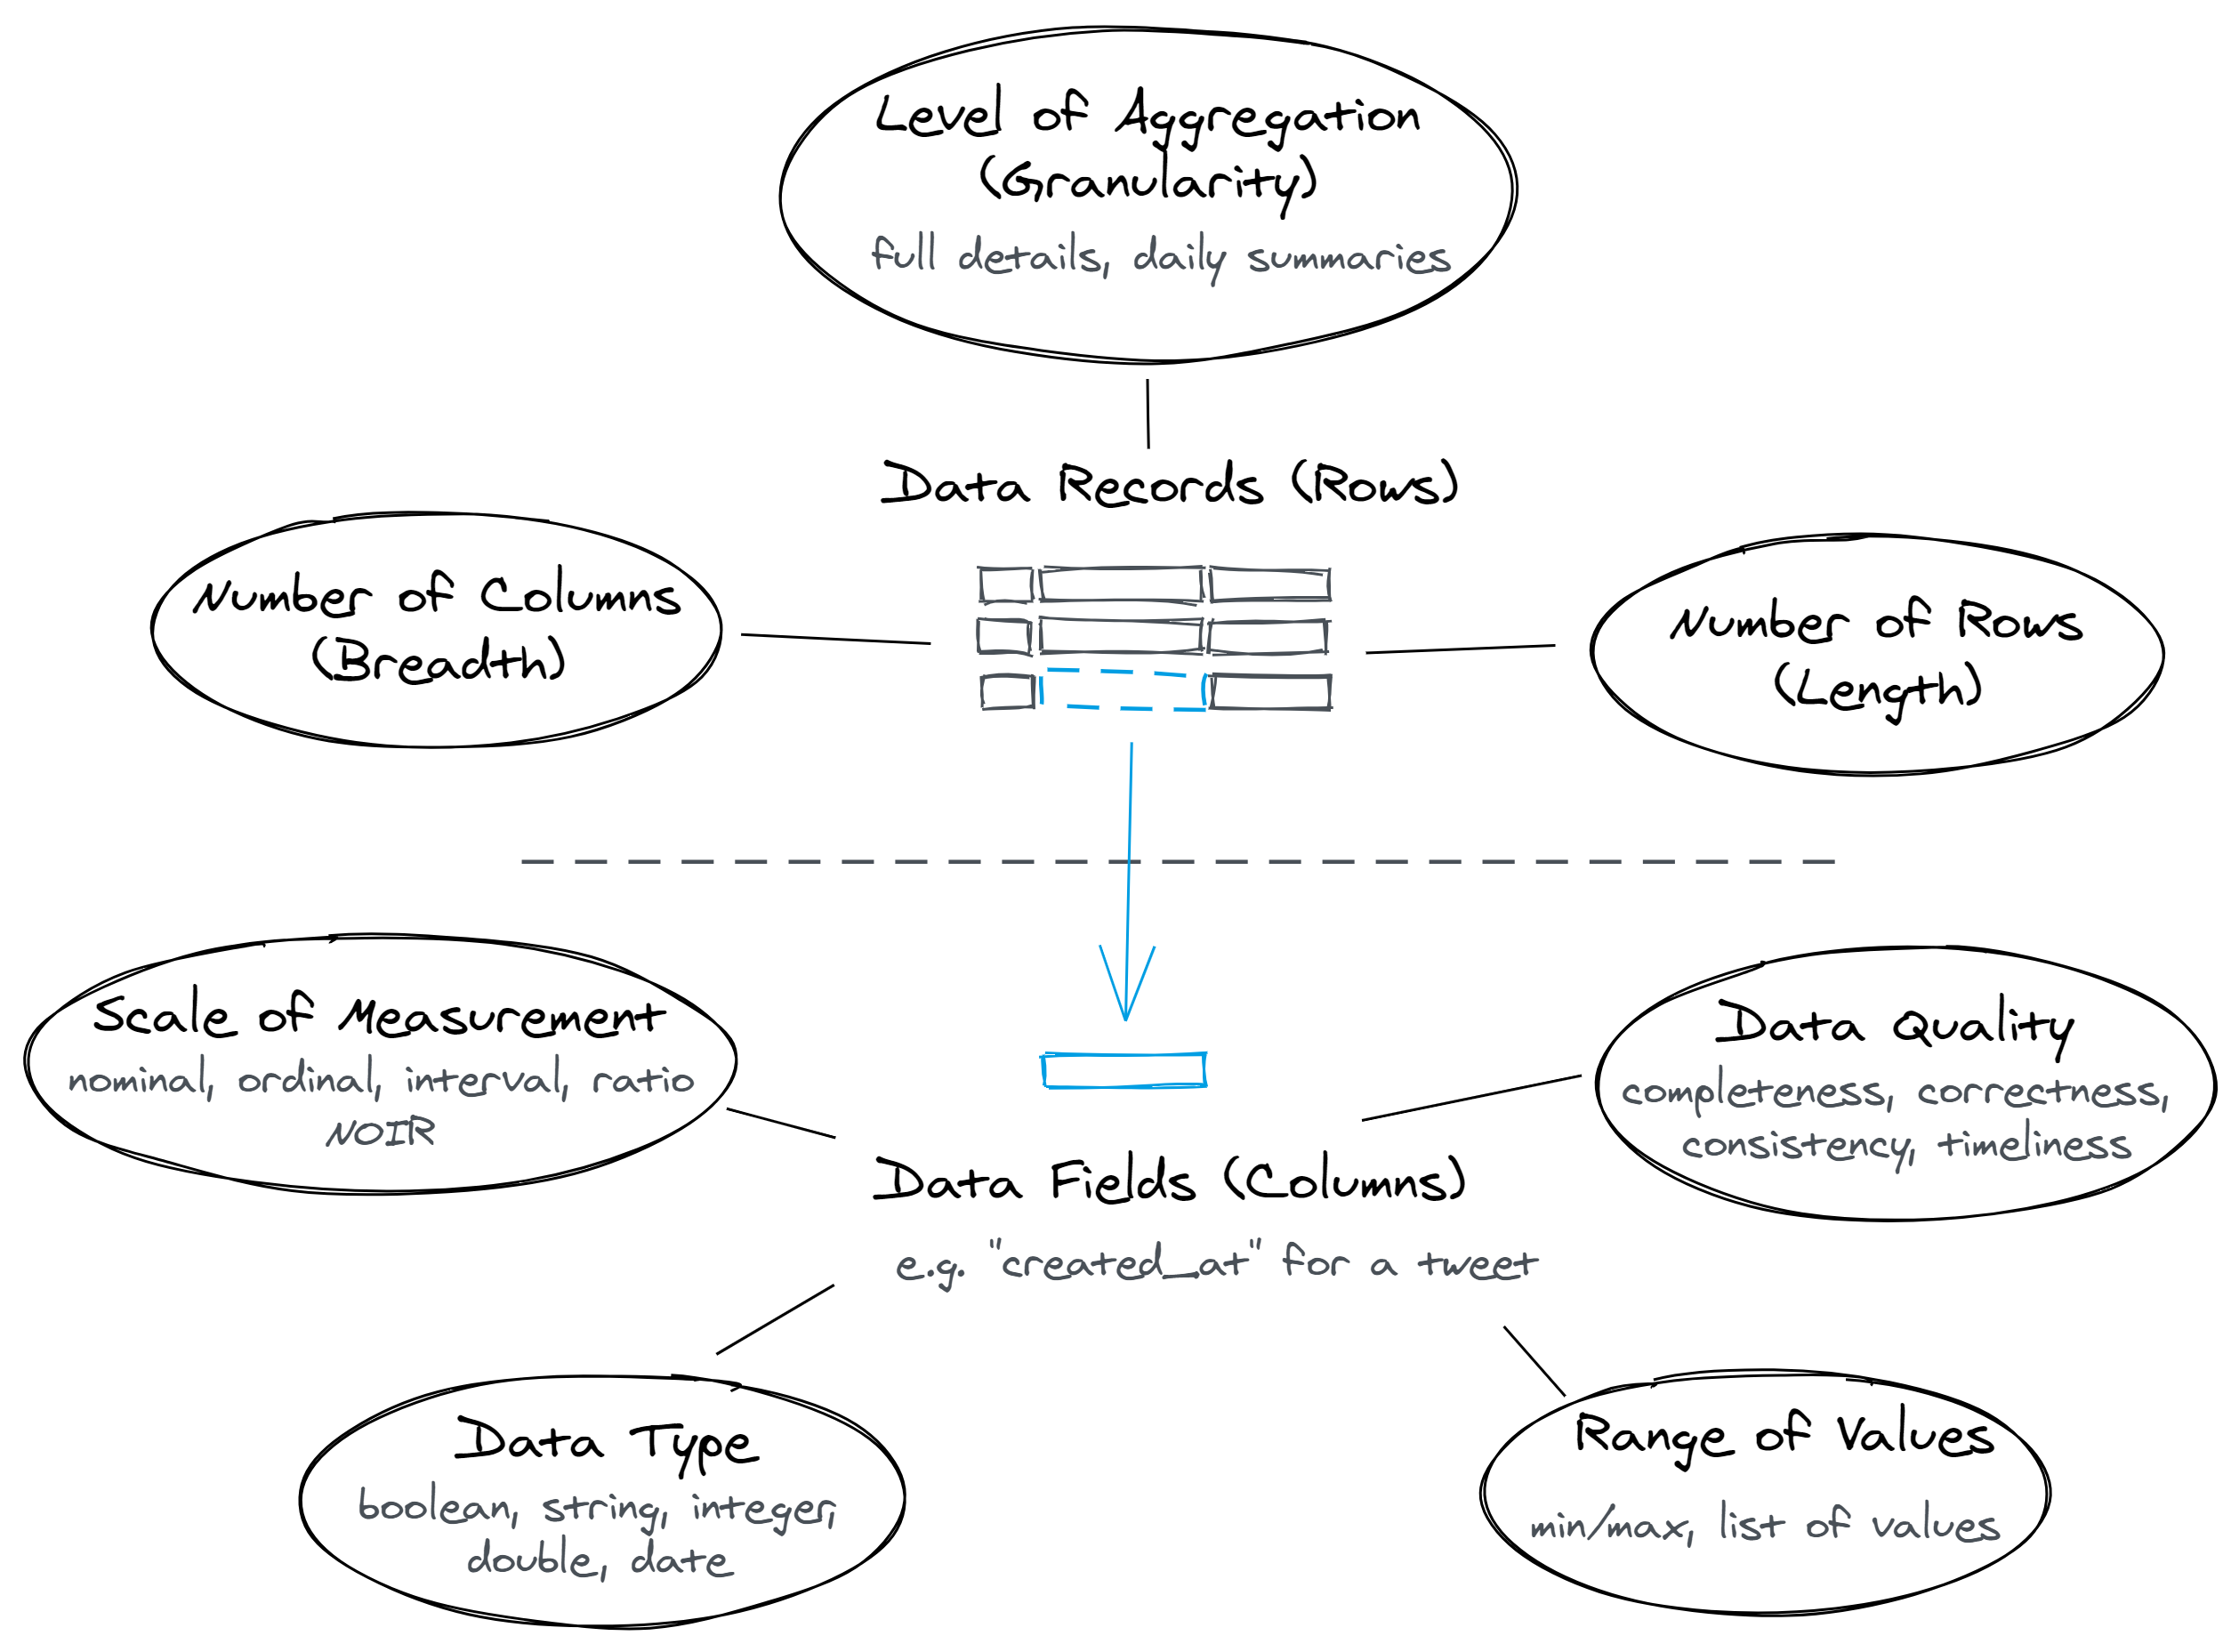 Level of Aggregation
(Granularity)
full details, daily summaries
Data Records (Rows)
Number of Columns
(Breadth)
Number of Rows
(Length)
Scale of Measurement
nominal, ordinal, interval, ratio
NOIR
Data Quality
completeness, correctness,
consistency, timeliness
Data Fields (Columns)
e.g. "created_at" for a tweet
Data Type
boolean, string, integer,
double, date
Range of Values
min/max, list of values